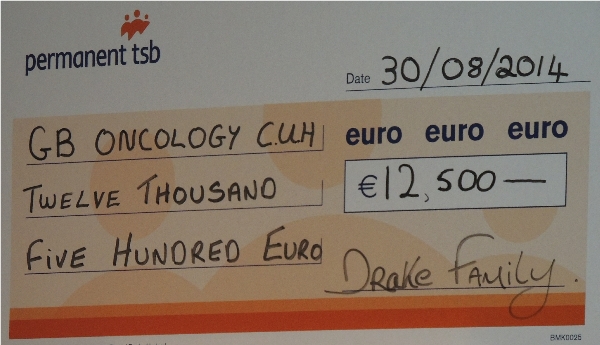 permanent tsb
Date 30/08/2014
GB ONCOLOGY C.U.H
euro euro euro
TWELVE THOUSAND
€12,500 —
FIVE HUNDRED EURO
DRAKE FAMILY.
BMK0025